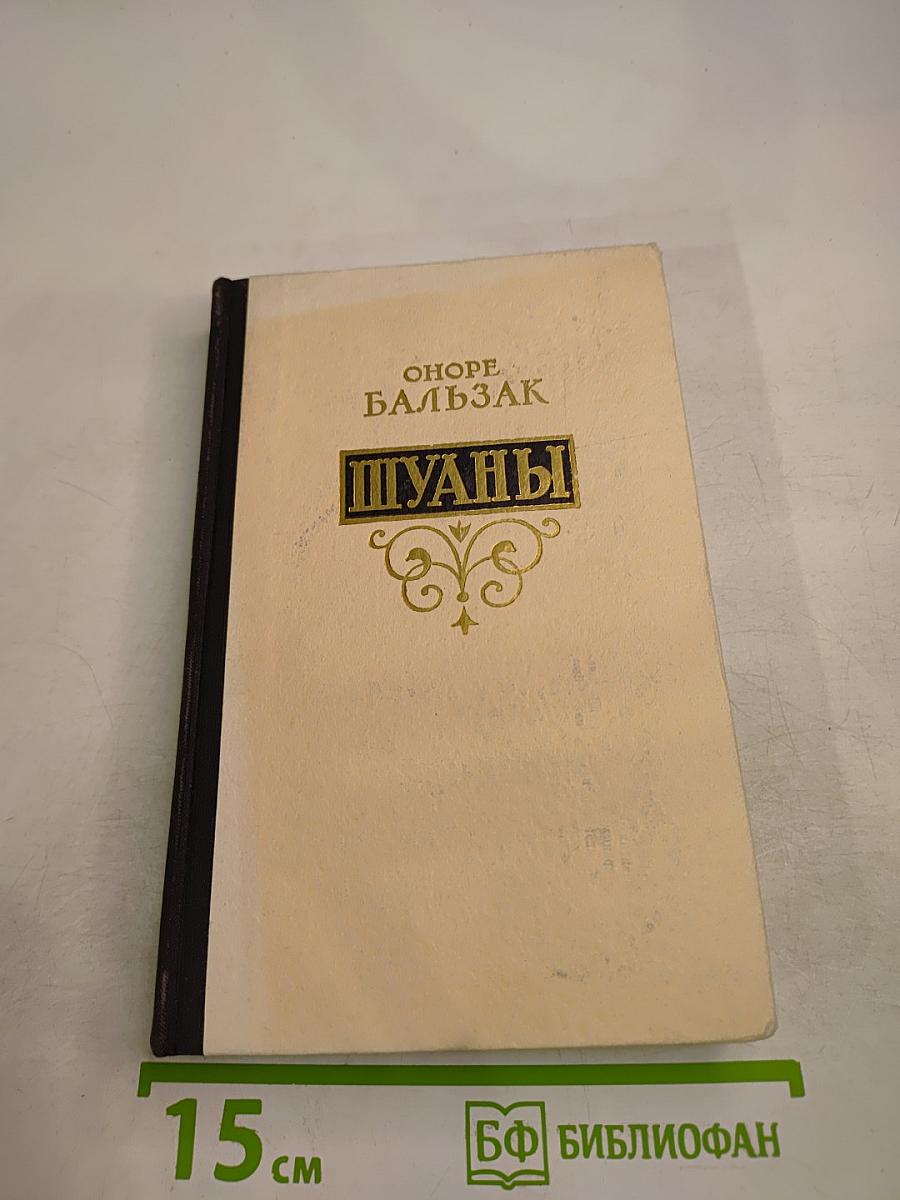 ОНОРЕ
БАЛЬЗАК
ШУАНЫ
15 см
БФ БИБЛИОФАН